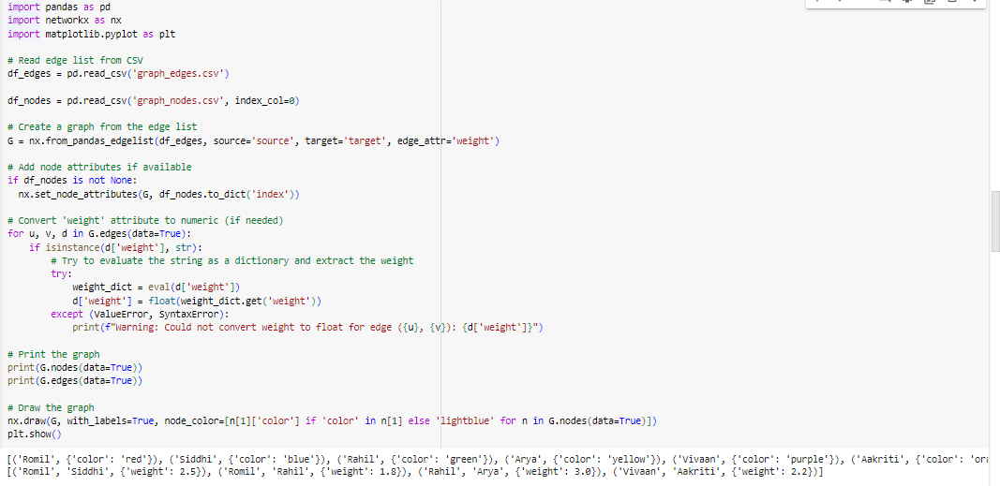 import pandas as pd
import networkx as nx
import matplotlib.pyplot as plt
# Read edge list from CSV
df_edges = pd.read_csv('graph_edges.csv')
df_nodes = pd.read_csv('graph_nodes.csv', index_col=0)
# Create a graph from the edge list
G = nx.from_pandas_edgelist(df_edges, source='source', target='target', edge_attr='weight')
# Add node attributes if available
if df_nodes is not None:
  nx.set_node_attributes(G, df_nodes.to_dict('index'))
# Convert 'weight' attribute to numeric (if needed)
for u, v, d in G.edges(data=True):
    if isinstance(d['weight'], str):
        # Try to evaluate the string as a dictionary and extract the weight
        try:
            weight_dict = eval(d['weight'])
            d['weight'] = float(weight_dict.get('weight'))
        except (ValueError, SyntaxError):
            print(f"Warning: Could not convert weight to float for edge ({u}, {v}): {d['weight']}")
# Print the graph
print(G.nodes(data=True))
print(G.edges(data=True))
# Draw the graph
nx.draw(G, with_labels=True, node_color=[n[1]['color'] if 'color' in n[1] else 'lightblue' for n in G.nodes(data=True)])
plt.show()
[('Romil', {'color': 'red'}), ('Siddhi', {'color': 'blue'}), ('Rahil', {'color': 'green'}), ('Arya', {'color': 'yellow'}), ('Vivaan', {'color': 'purple'}), ('Aakriti', {'color':
[('Romil', 'Siddhi', {'weight': 2.5}), ('Romil', 'Rahil', {'weight': 1.8}), ('Rahil', 'Arya', {'weight': 3.0}), ('Vivaan', 'Aakriti', {'weight': 2.2})]